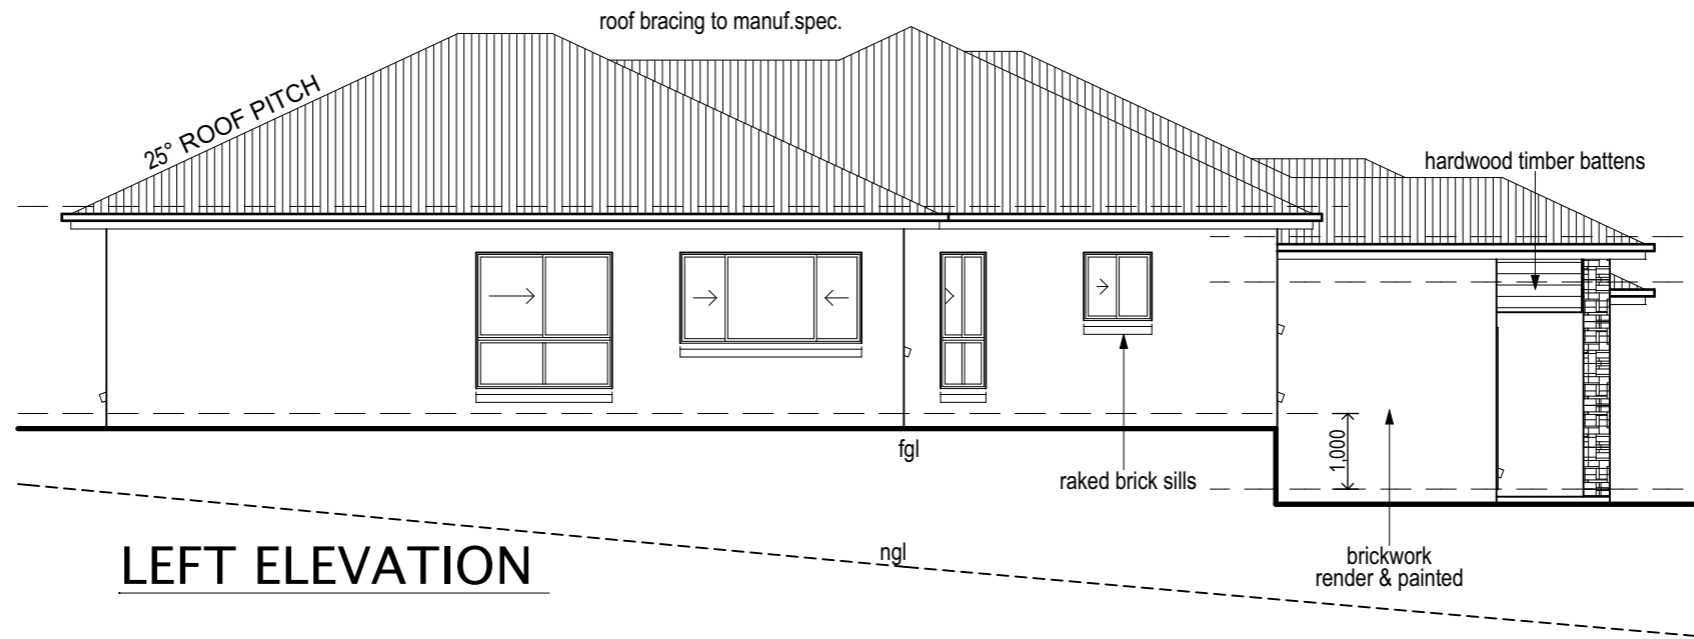 roof bracing to manuf.spec.
25° ROOF PITCH
hardwood timber battens
fgl
1,000
raked brick sills
ngl
brickwork
render & painted
LEFT ELEVATION